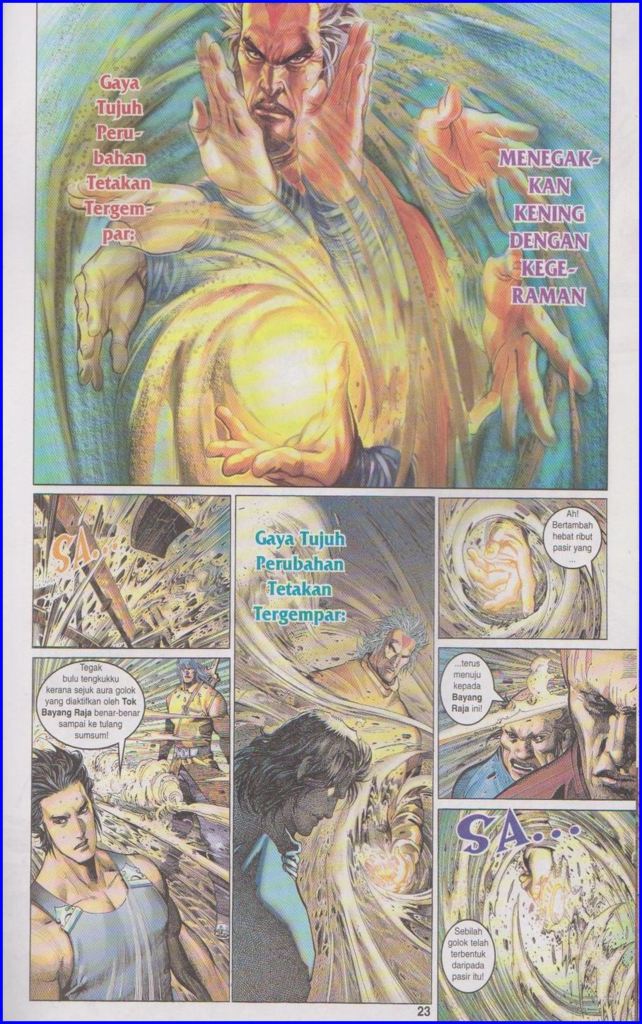 Gaya
Tujuh
Peru-
bahan
Tetakan
Tergem-
par:
MENEGAK-
KAN
KENING
DENGAN
KEGE-
RAMAN
SA...
Tegak
bulu tengkukku
kerana sejuk aura golok
yang diaktifkan oleh Tok
Bayang Raja benar-benar
sampai ke tulang
sumsum!
Gaya Tujuh
Perubahan
Tetakan
Tergempar:
Ah!
Bertambah
hebat ribut
pasir yang
...
...terus
menuju
kepada
Bayang
Raja ini!
SA...
Sebilah
golok telah
terbentuk
daripada
pasir itu!
23